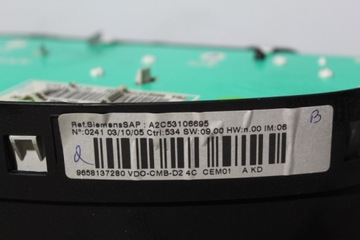 Ref.SiemensSAP : A2C53106695
N°:0241 03/10/05 Ctrl:534 SW:09.00 HW:n.00 IM:06
B
2
9658137280 VDO-CMB-D2 4C CEM01 A KD